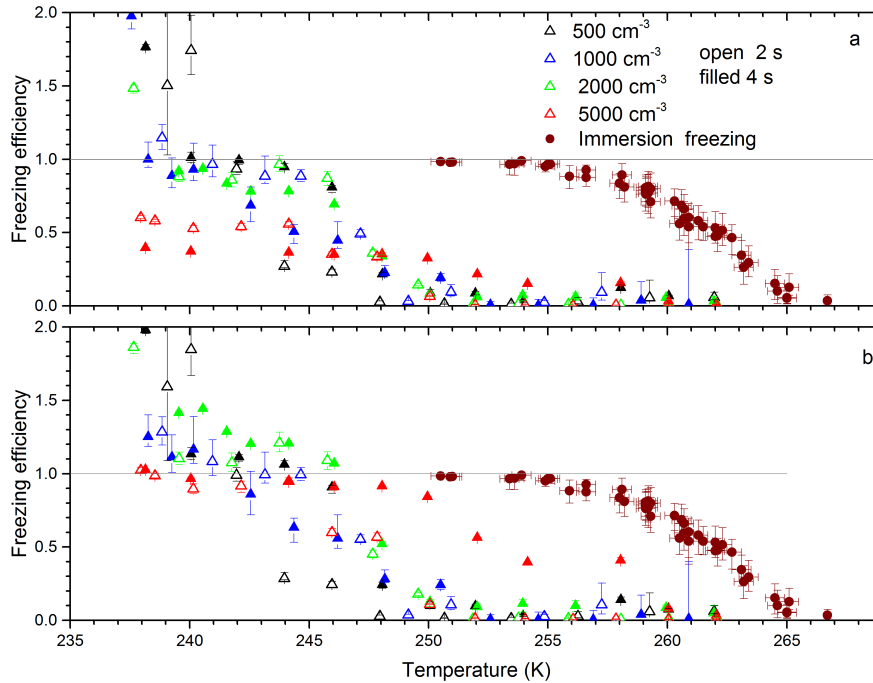 2.0
a
500 cm⁻³
open 2 s
1000 cm⁻³
filled 4 s
1.5
2000 cm⁻³
5000 cm⁻³
Immersion freezing
1.0
0.5
0.0
Freezing efficiency
2.0
b
1.5
1.0
0.5
0.0
Freezing efficiency
235 240 245 250 255 260 265
Temperature (K)